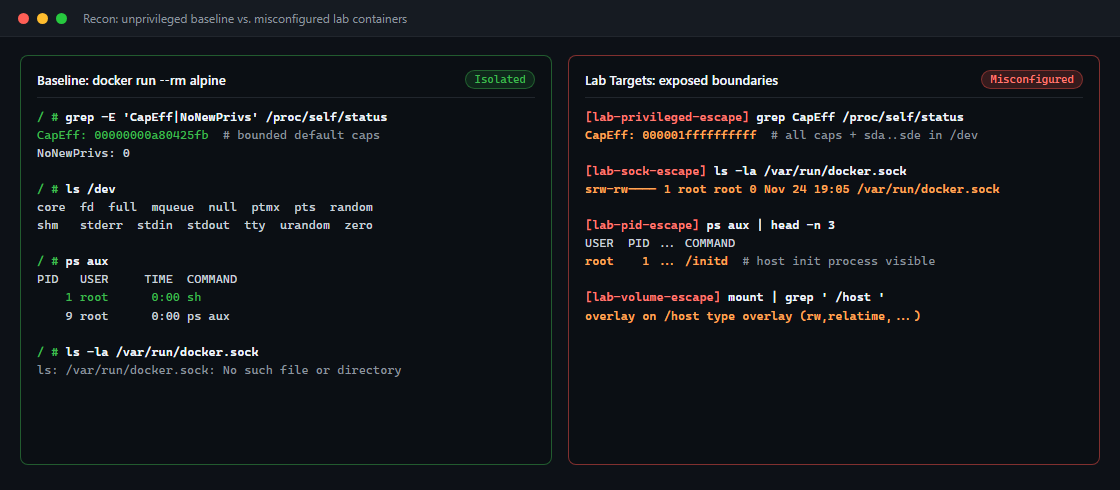 Recon: unprivileged baseline vs. misconfigured lab containers
Baseline: docker run --rm alpine
Isolated
/ # grep -E 'CapEff|NoNewPrivs' /proc/self/status
CapEff: 00000000a80425fb  # bounded default caps
NoNewPrivs: 0
/ # ls /dev
core  fd  full  mqueue  null  ptmx  pts  random
shm   stderr  stdin  stdout  tty  urandom  zero
/ # ps aux
PID   USER     TIME  COMMAND
    1 root      0:00 sh
    9 root      0:00 ps aux
/ # ls -la /var/run/docker.sock
ls: /var/run/docker.sock: No such file or directory
Lab Targets: exposed boundaries
Misconfigured
[lab-privileged-escape] grep CapEff /proc/self/status
CapEff: 000001ffffffffff  # all caps + sda..sde in /dev
[lab-sock-escape] ls -la /var/run/docker.sock
srw-rw---- 1 root root 0 Nov 24 19:05 /var/run/docker.sock
[lab-pid-escape] ps aux | head -n 3
USER  PID ... COMMAND
root    1 ... /initd  # host init process visible
[lab-volume-escape] mount | grep ' /host '
overlay on /host type overlay (rw,relatime,...)